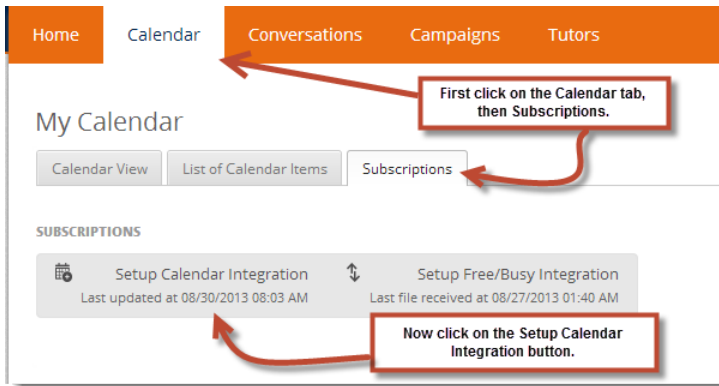 Home Calendar Conversations Campaigns Tutors
First click on the Calendar tab,
then Subscriptions.
My Calendar
Calendar View List of Calendar Items Subscriptions
SUBSCRIPTIONS
Setup Calendar Integration Setup Free/Busy Integration
Last updated at 08/30/2013 08:03 AM Last file received at 08/27/2013 01:40 AM
Now click on the Setup Calendar
Integration button.